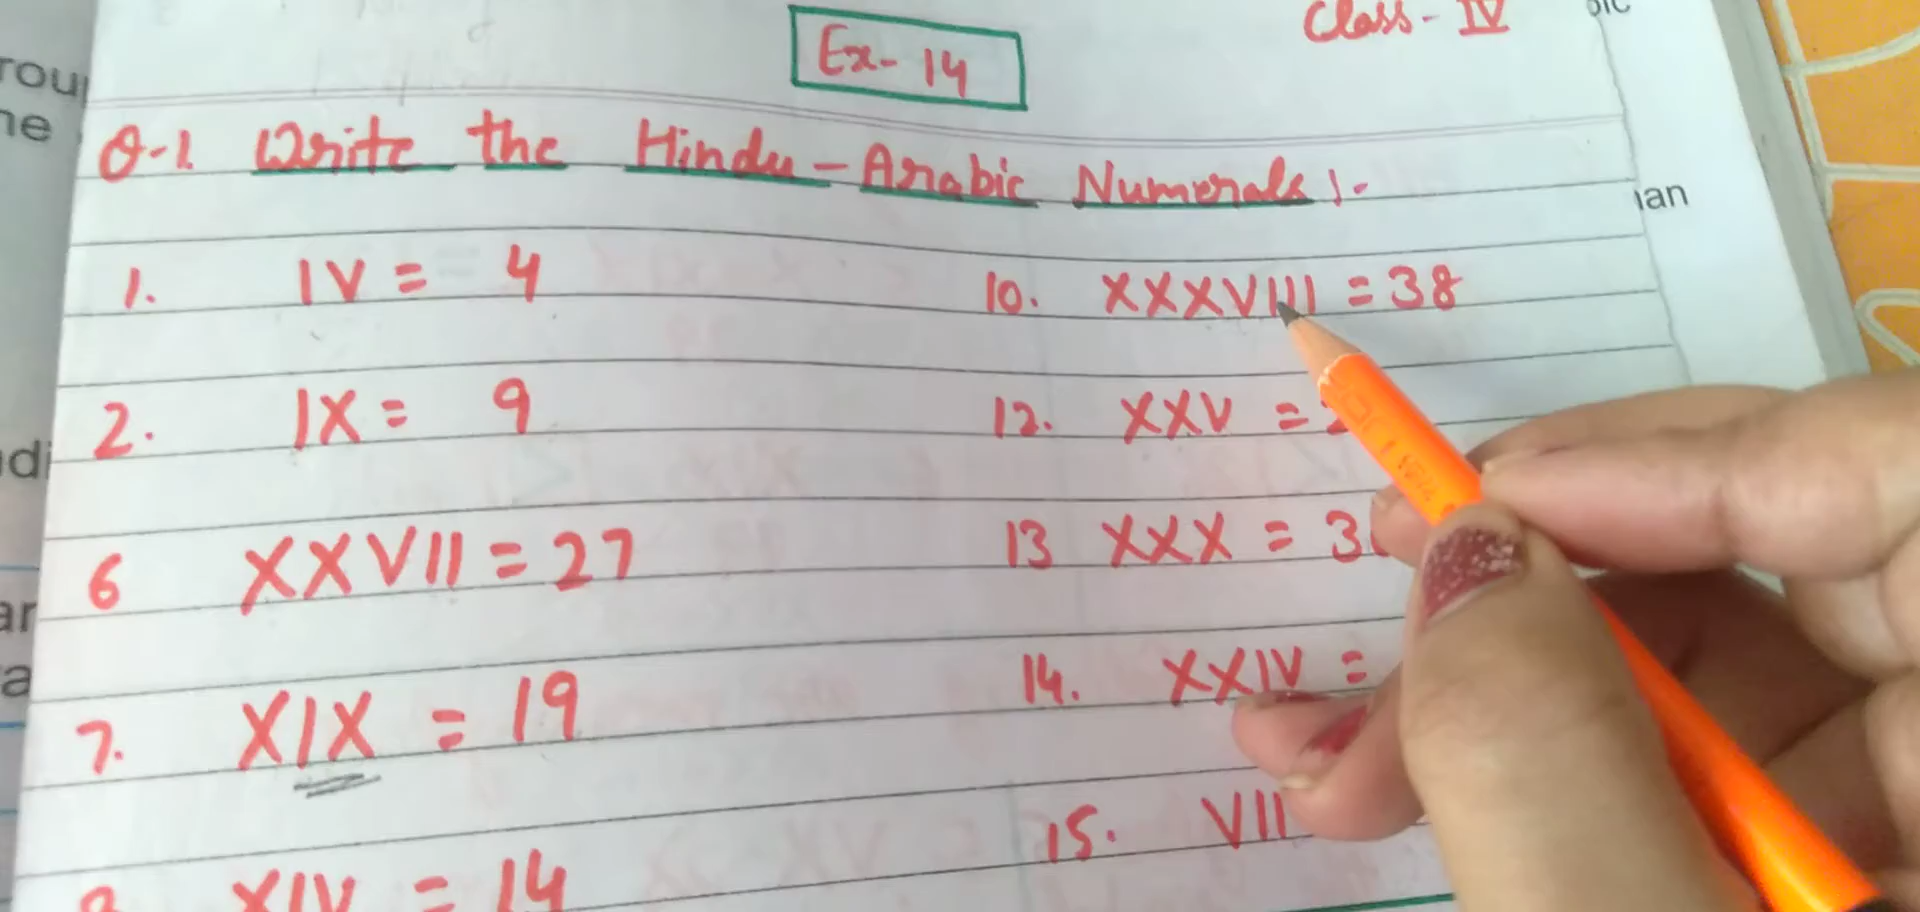 Class - IV
Ex- 14
Q-1. Write the Hindu - Arabic Numerals :-
1. IV = 4
2. IX = 9
6 XXVII = 27
7. XIX = 19
XIV = 14
10. XXXVIII = 38
12. XXV =
13 XXX = 3
14. XXIV =
15. VII